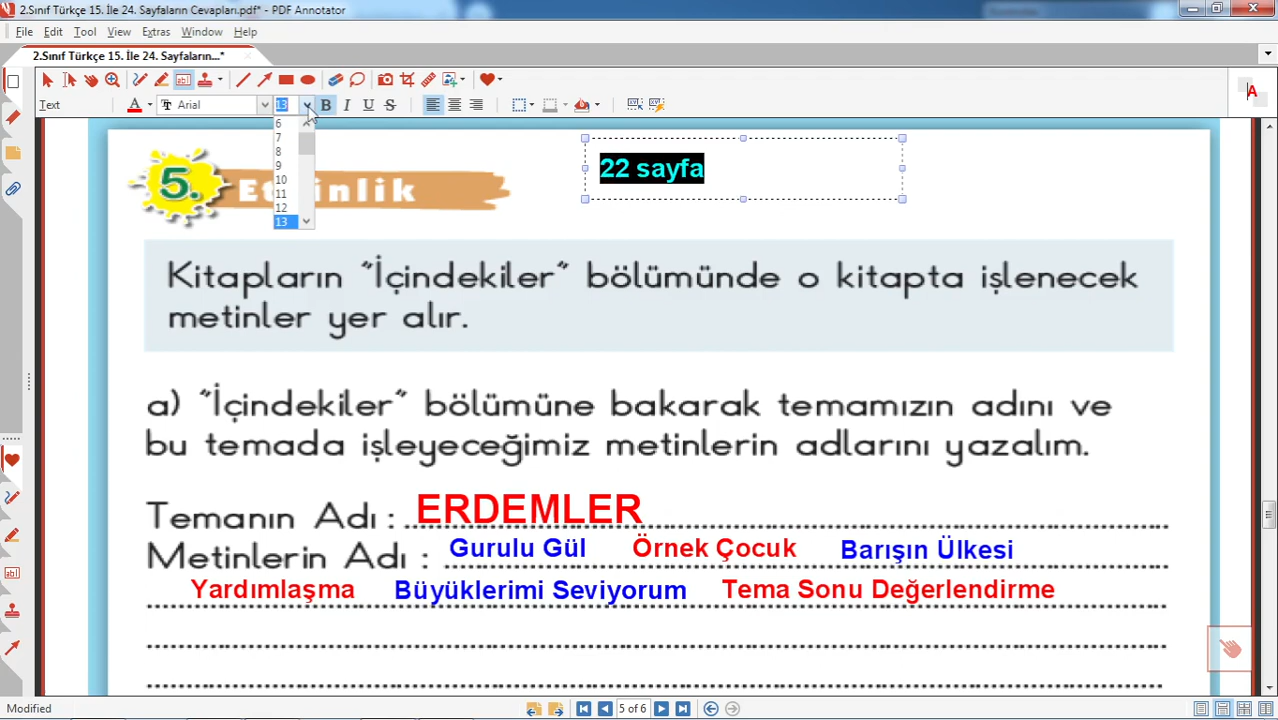 2.Sınıf Türkçe 15. İle 24. Sayfaların Cevapları.pdf* - PDF Annotator
File Edit Tool View Extras Window Help
2.Sınıf Türkçe 15. İle 24. Sayfaların...*
Text Arial 13 B I U S
A
6
7
8
9
10
11
12
13
22 sayfa
5. Etkinlik
Kitapların "İçindekiler" bölümünde o kitapta işlenecek
metinler yer alır.
a) "İçindekiler" bölümüne bakarak temamızın adını ve
bu temada işleyeceğimiz metinlerin adlarını yazalım.
Temanın Adı : ERDEMLER
Metinlerin Adı : Gurulu Gül Örnek Çocuk Barışın Ülkesi
Yardımlaşma Büyüklerimi Seviyorum Tema Sonu Değerlendirme
Modified 5 of 6